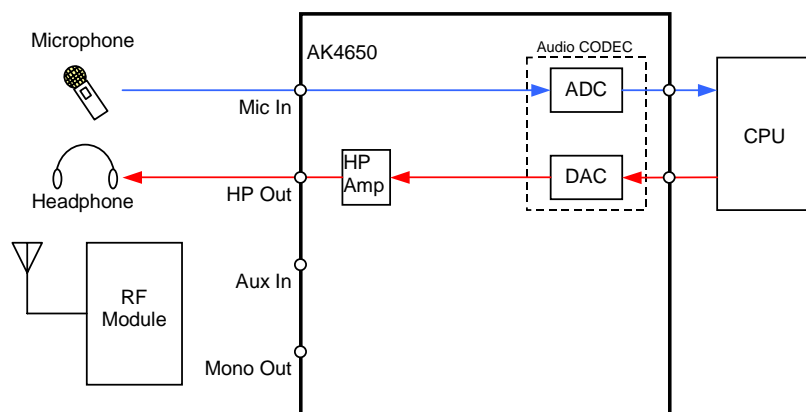 Microphone
AK4650
Audio CODEC
Mic In
ADC
CPU
HP
Amp
DAC
Headphone
HP Out
RF
Module
Aux In
Mono Out